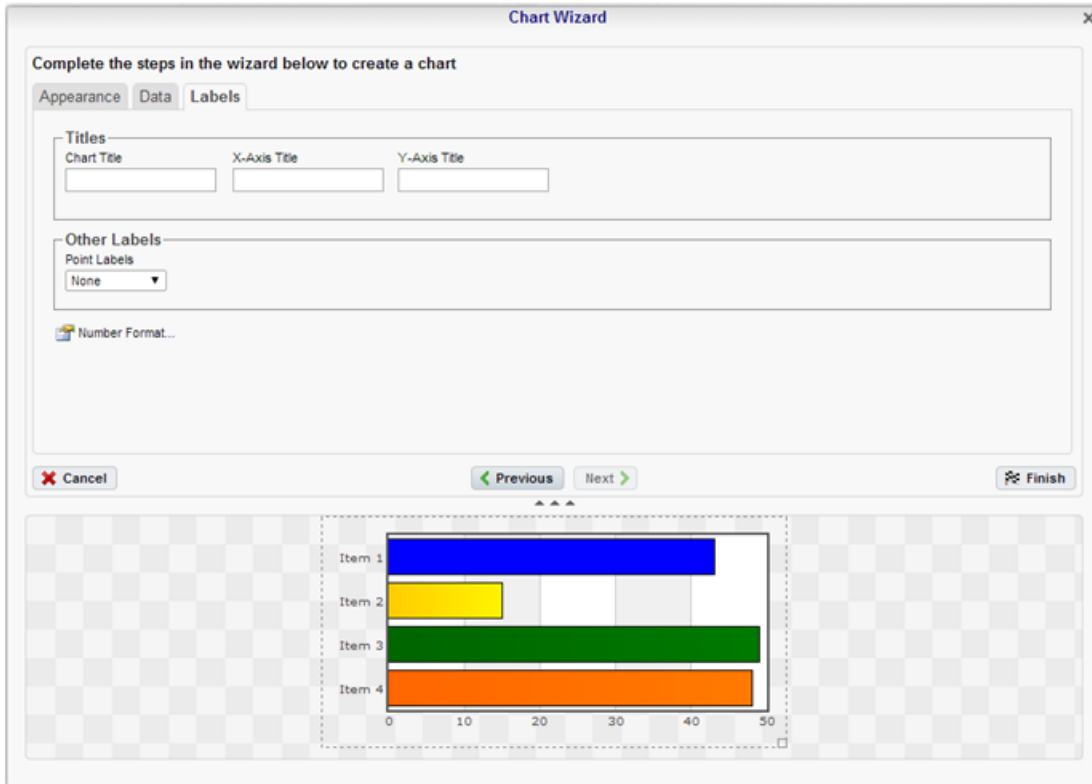 Chart Wizard
Complete the steps in the wizard below to create a chart
Appearance Data Labels
Titles
Chart Title X-Axis Title Y-Axis Title
Other Labels
Point Labels
None
Number Format...
Cancel Previous Next Finish
Item 1
Item 2
Item 3
Item 4
0 10 20 30 40 50